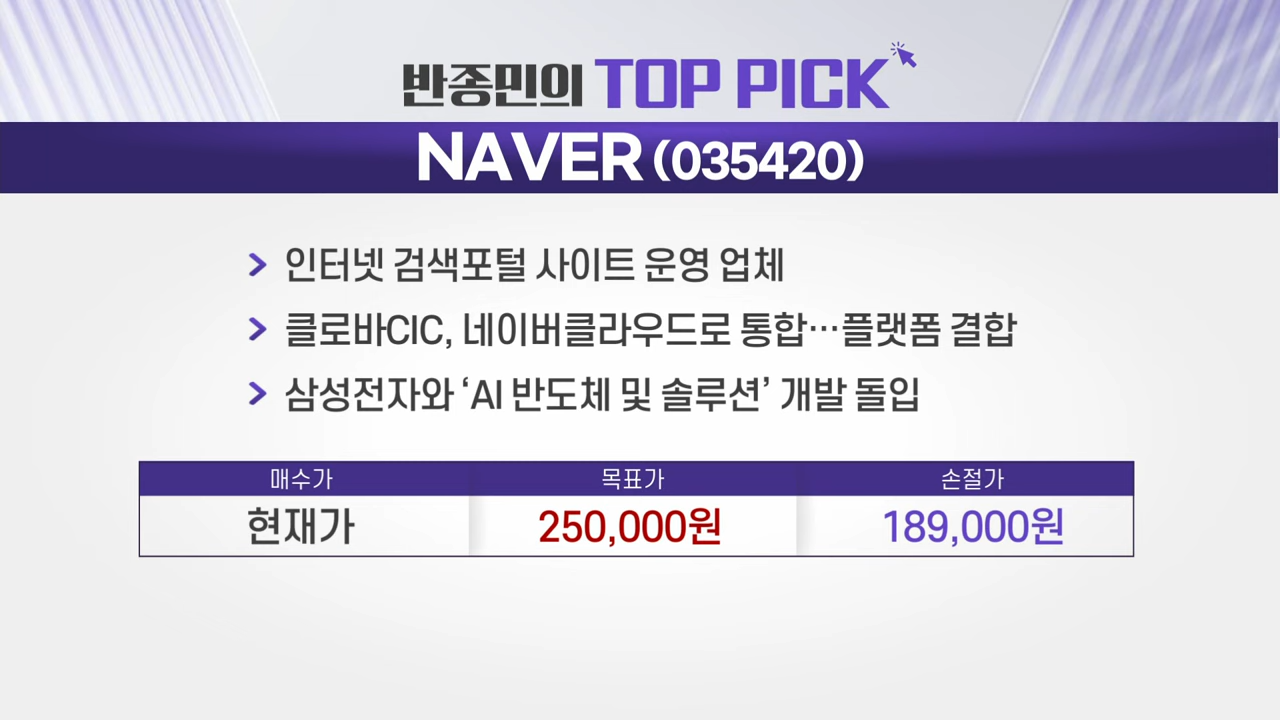 반종민의 TOP PICK
NAVER (035420)
> 인터넷 검색포털 사이트 운영 업체
> 클로바CIC, 네이버클라우드로 통합…플랫폼 결합
> 삼성전자와 ‘AI 반도체 및 솔루션’ 개발 돌입
매수가 목표가 손절가
현재가 250,000원 189,000원